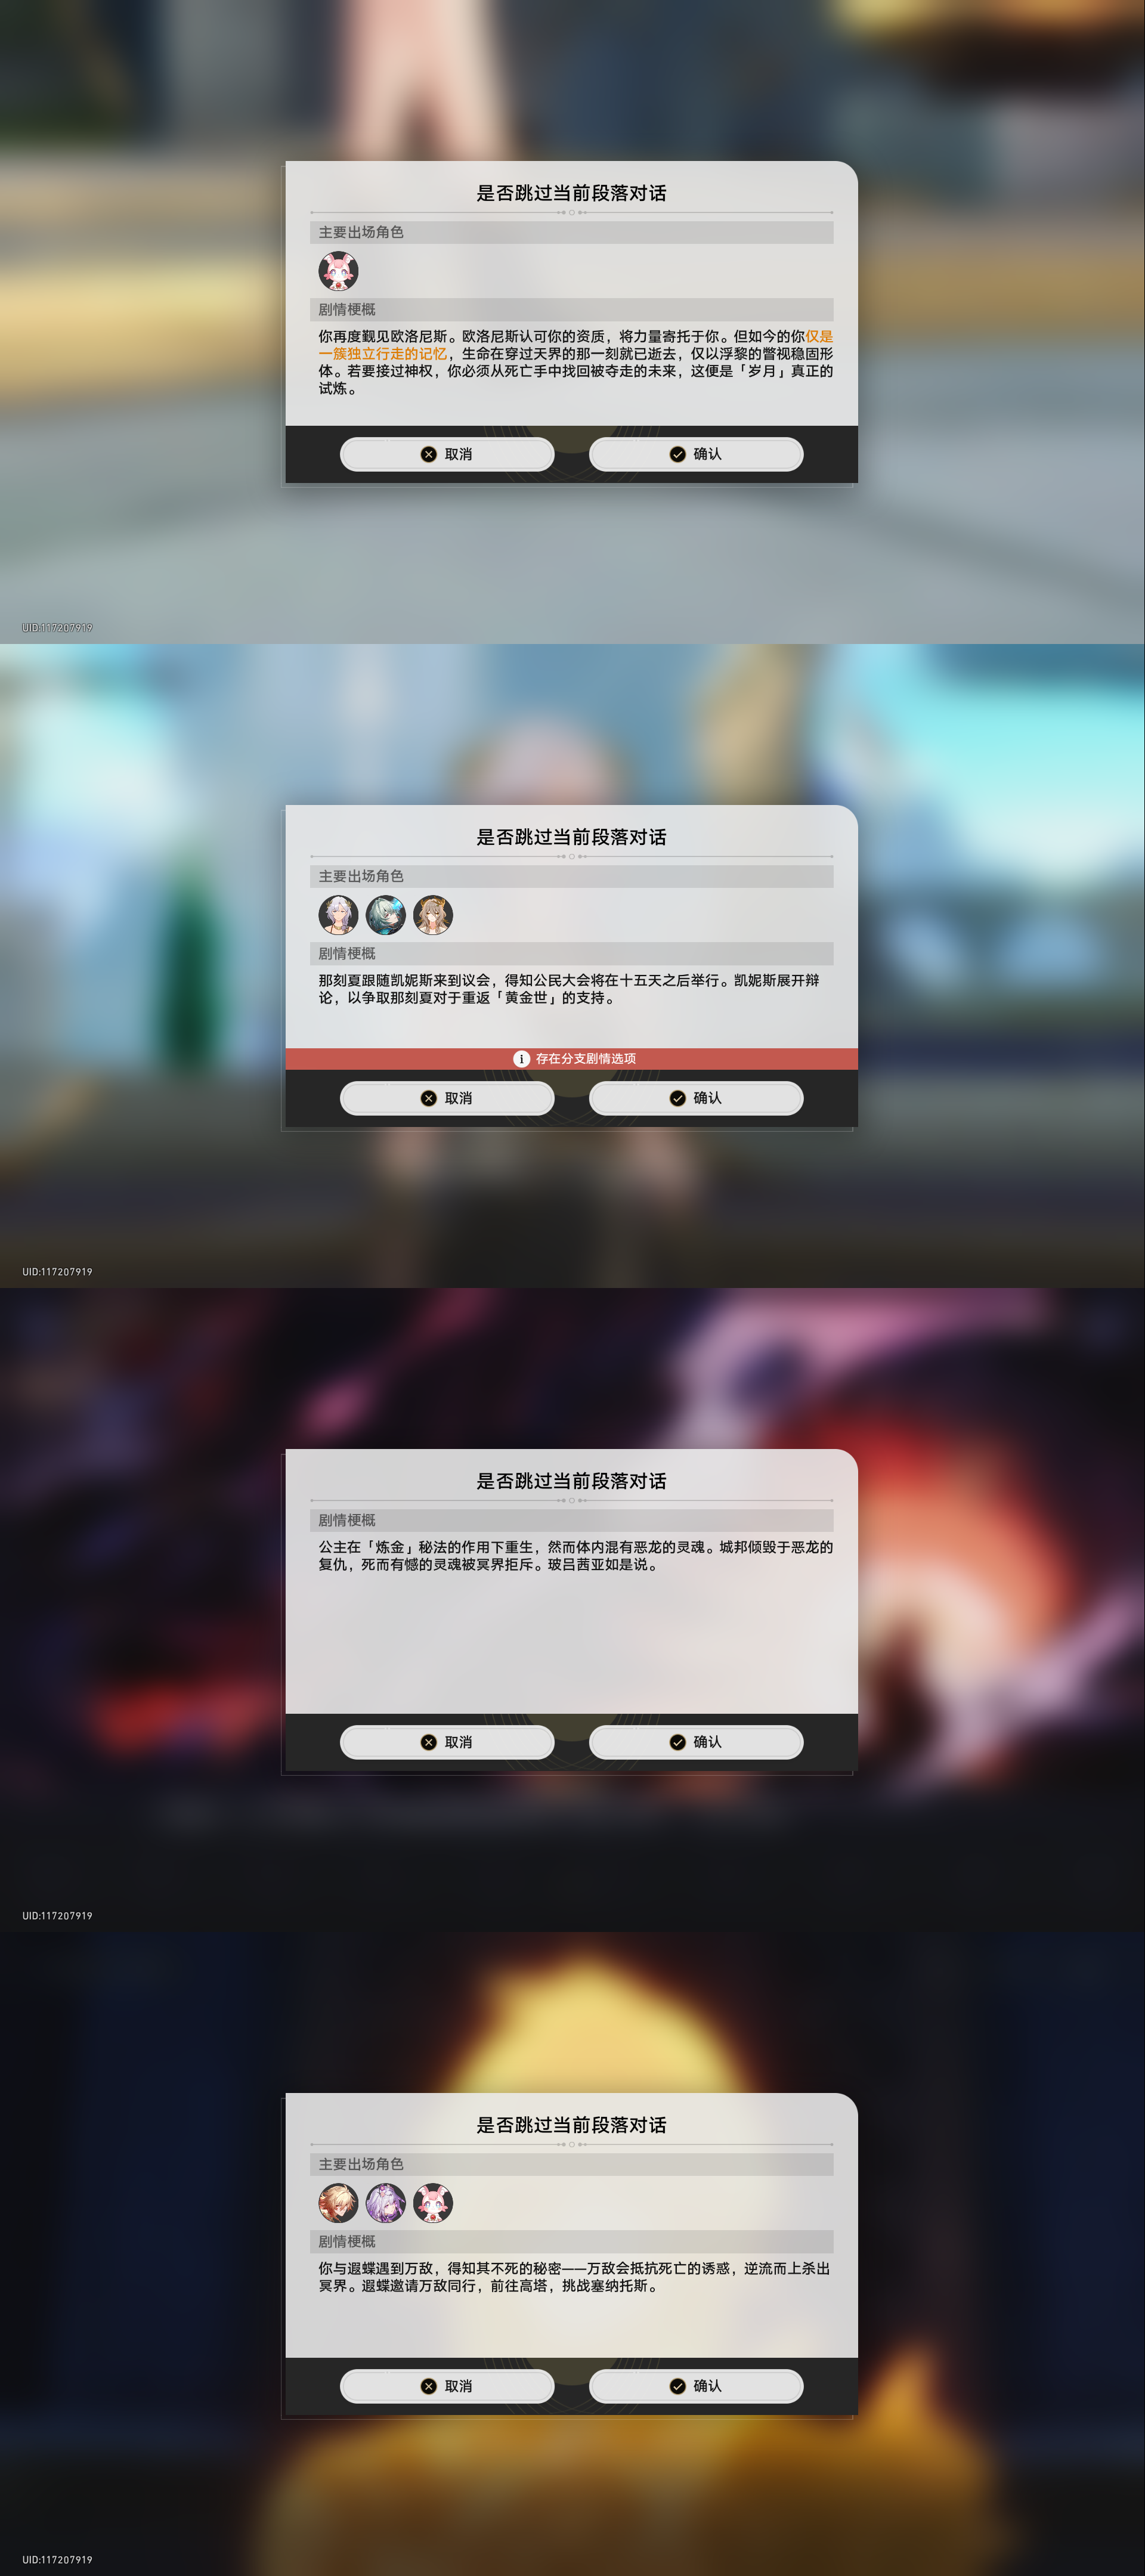 是否跳过当前段落对话
主要出场角色
剧情梗概
你再度觐见欧洛尼斯。欧洛尼斯认可你的资质，将力量寄托于你。但如今的你仅是
一簇独立行走的记忆，生命在穿过天界的那一刻就已逝去，仅以浮黎的瞥视稳固形
体。若要接过神权，你必须从死亡手中找回被夺走的未来，这便是「岁月」真正的
试炼。
取消
确认
UID:117207919
是否跳过当前段落对话
主要出场角色
剧情梗概
那刻夏跟随凯妮斯来到议会，得知公民大会将在十五天之后举行。凯妮斯展开辩
论，以争取那刻夏对于重返「黄金世」的支持。
存在分支剧情选项
取消
确认
UID:117207919
是否跳过当前段落对话
剧情梗概
公主在「炼金」秘法的作用下重生，然而体内混有恶龙的灵魂。城邦倾毁于恶龙的
复仇，死而有憾的灵魂被冥界拒斥。玻吕茜亚如是说。
取消
确认
UID:117207919
是否跳过当前段落对话
主要出场角色
剧情梗概
你与遐蝶遇到万敌，得知其不死的秘密——万敌会抵抗死亡的诱惑，逆流而上杀出
冥界。遐蝶邀请万敌同行，前往高塔，挑战塞纳托斯。
取消
确认
UID:117207919